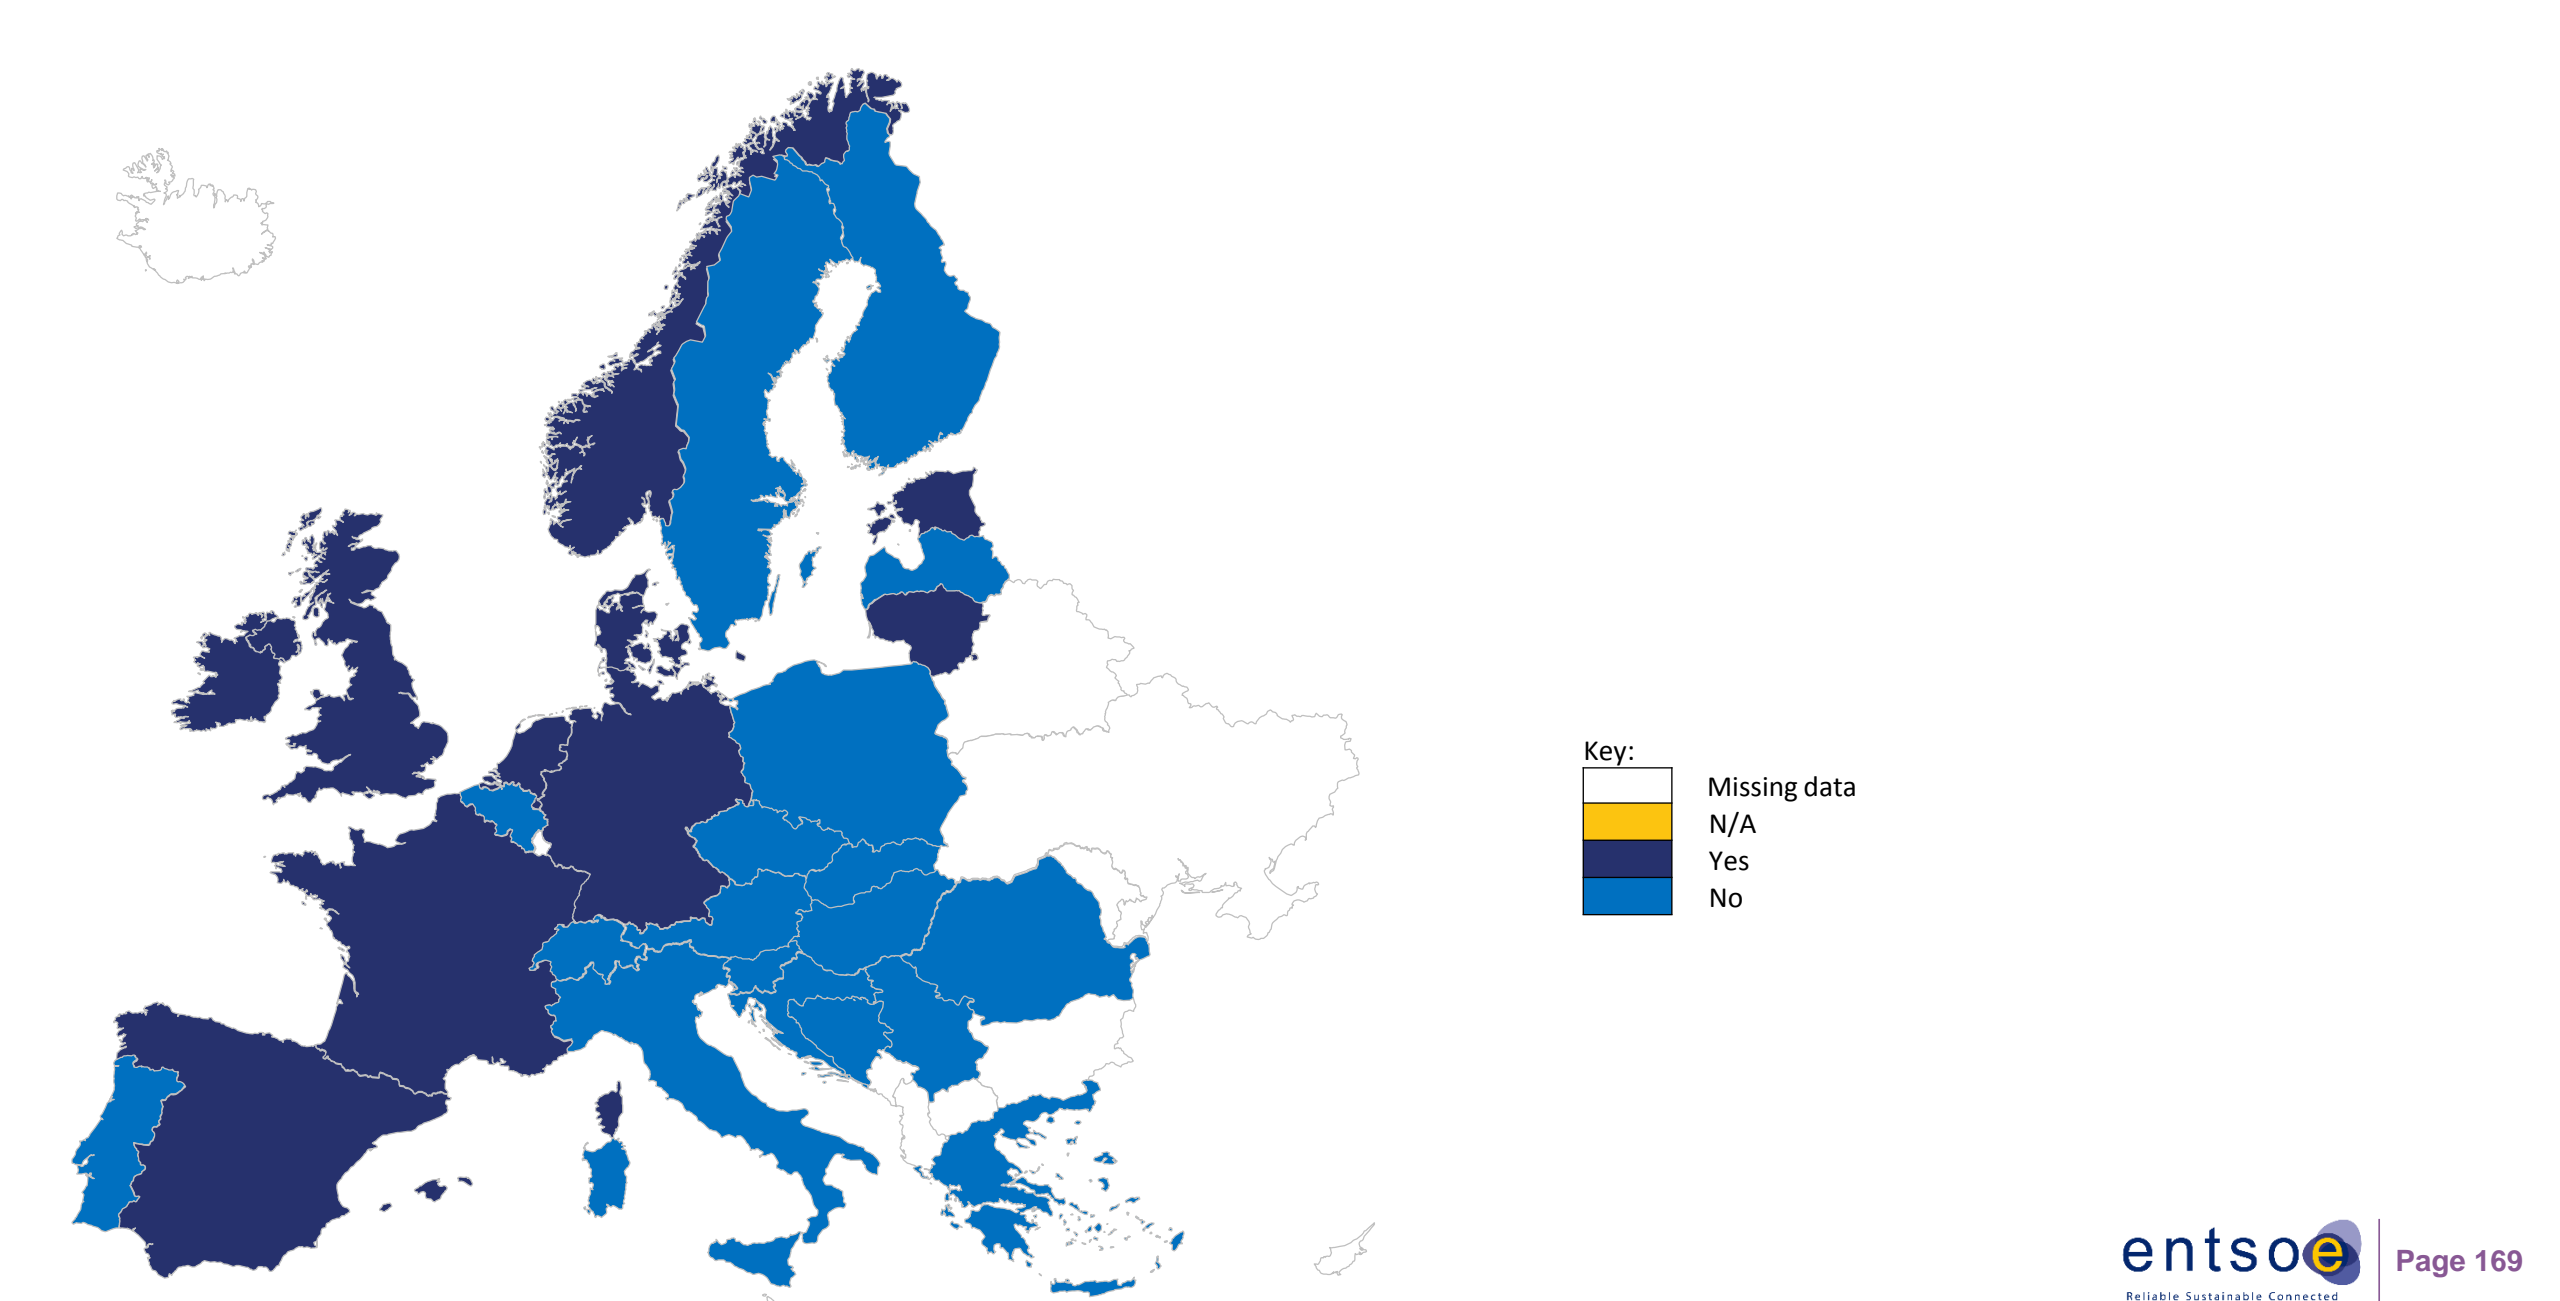 Key:
Missing data
N/A
Yes
No
entsoe
Reliable Sustainable Connected
Page 169